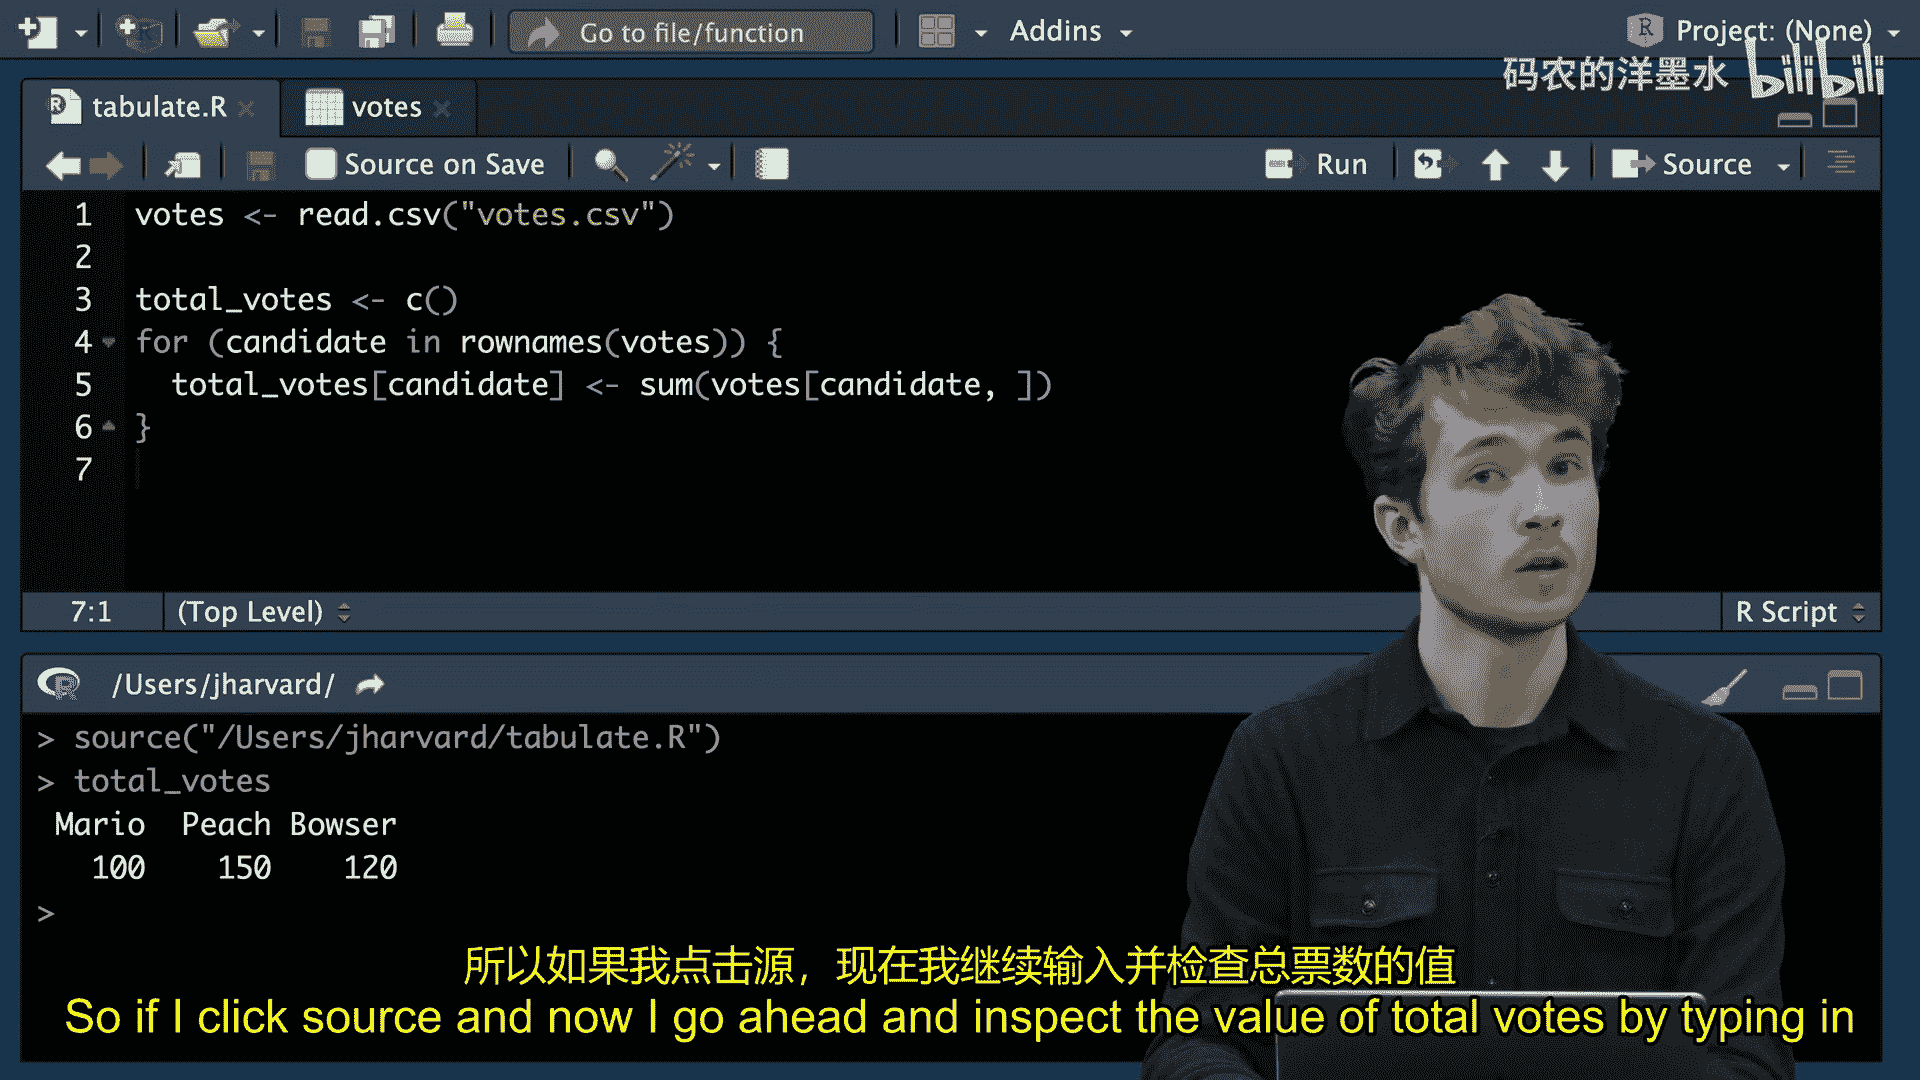 Go to file/function
Addins
Project: (None)
码农的洋墨水 bilibili
tabulate.R
votes
Source on Save
Run
Source
1 votes <- read.csv("votes.csv")
2
3 total_votes <- c()
4 for (candidate in rownames(votes)) {
5 total_votes[candidate] <- sum(votes[candidate, ])
6 }
7
7:1 (Top Level) R Script
/Users/jharvard/
> source("/Users/jharvard/tabulate.R")
> total_votes
Mario Peach Bowser
100 150 120
>
所以如果我点击源，现在我继续输入并检查总票数的值
So if I click source and now I go ahead and inspect the value of total votes by typing in